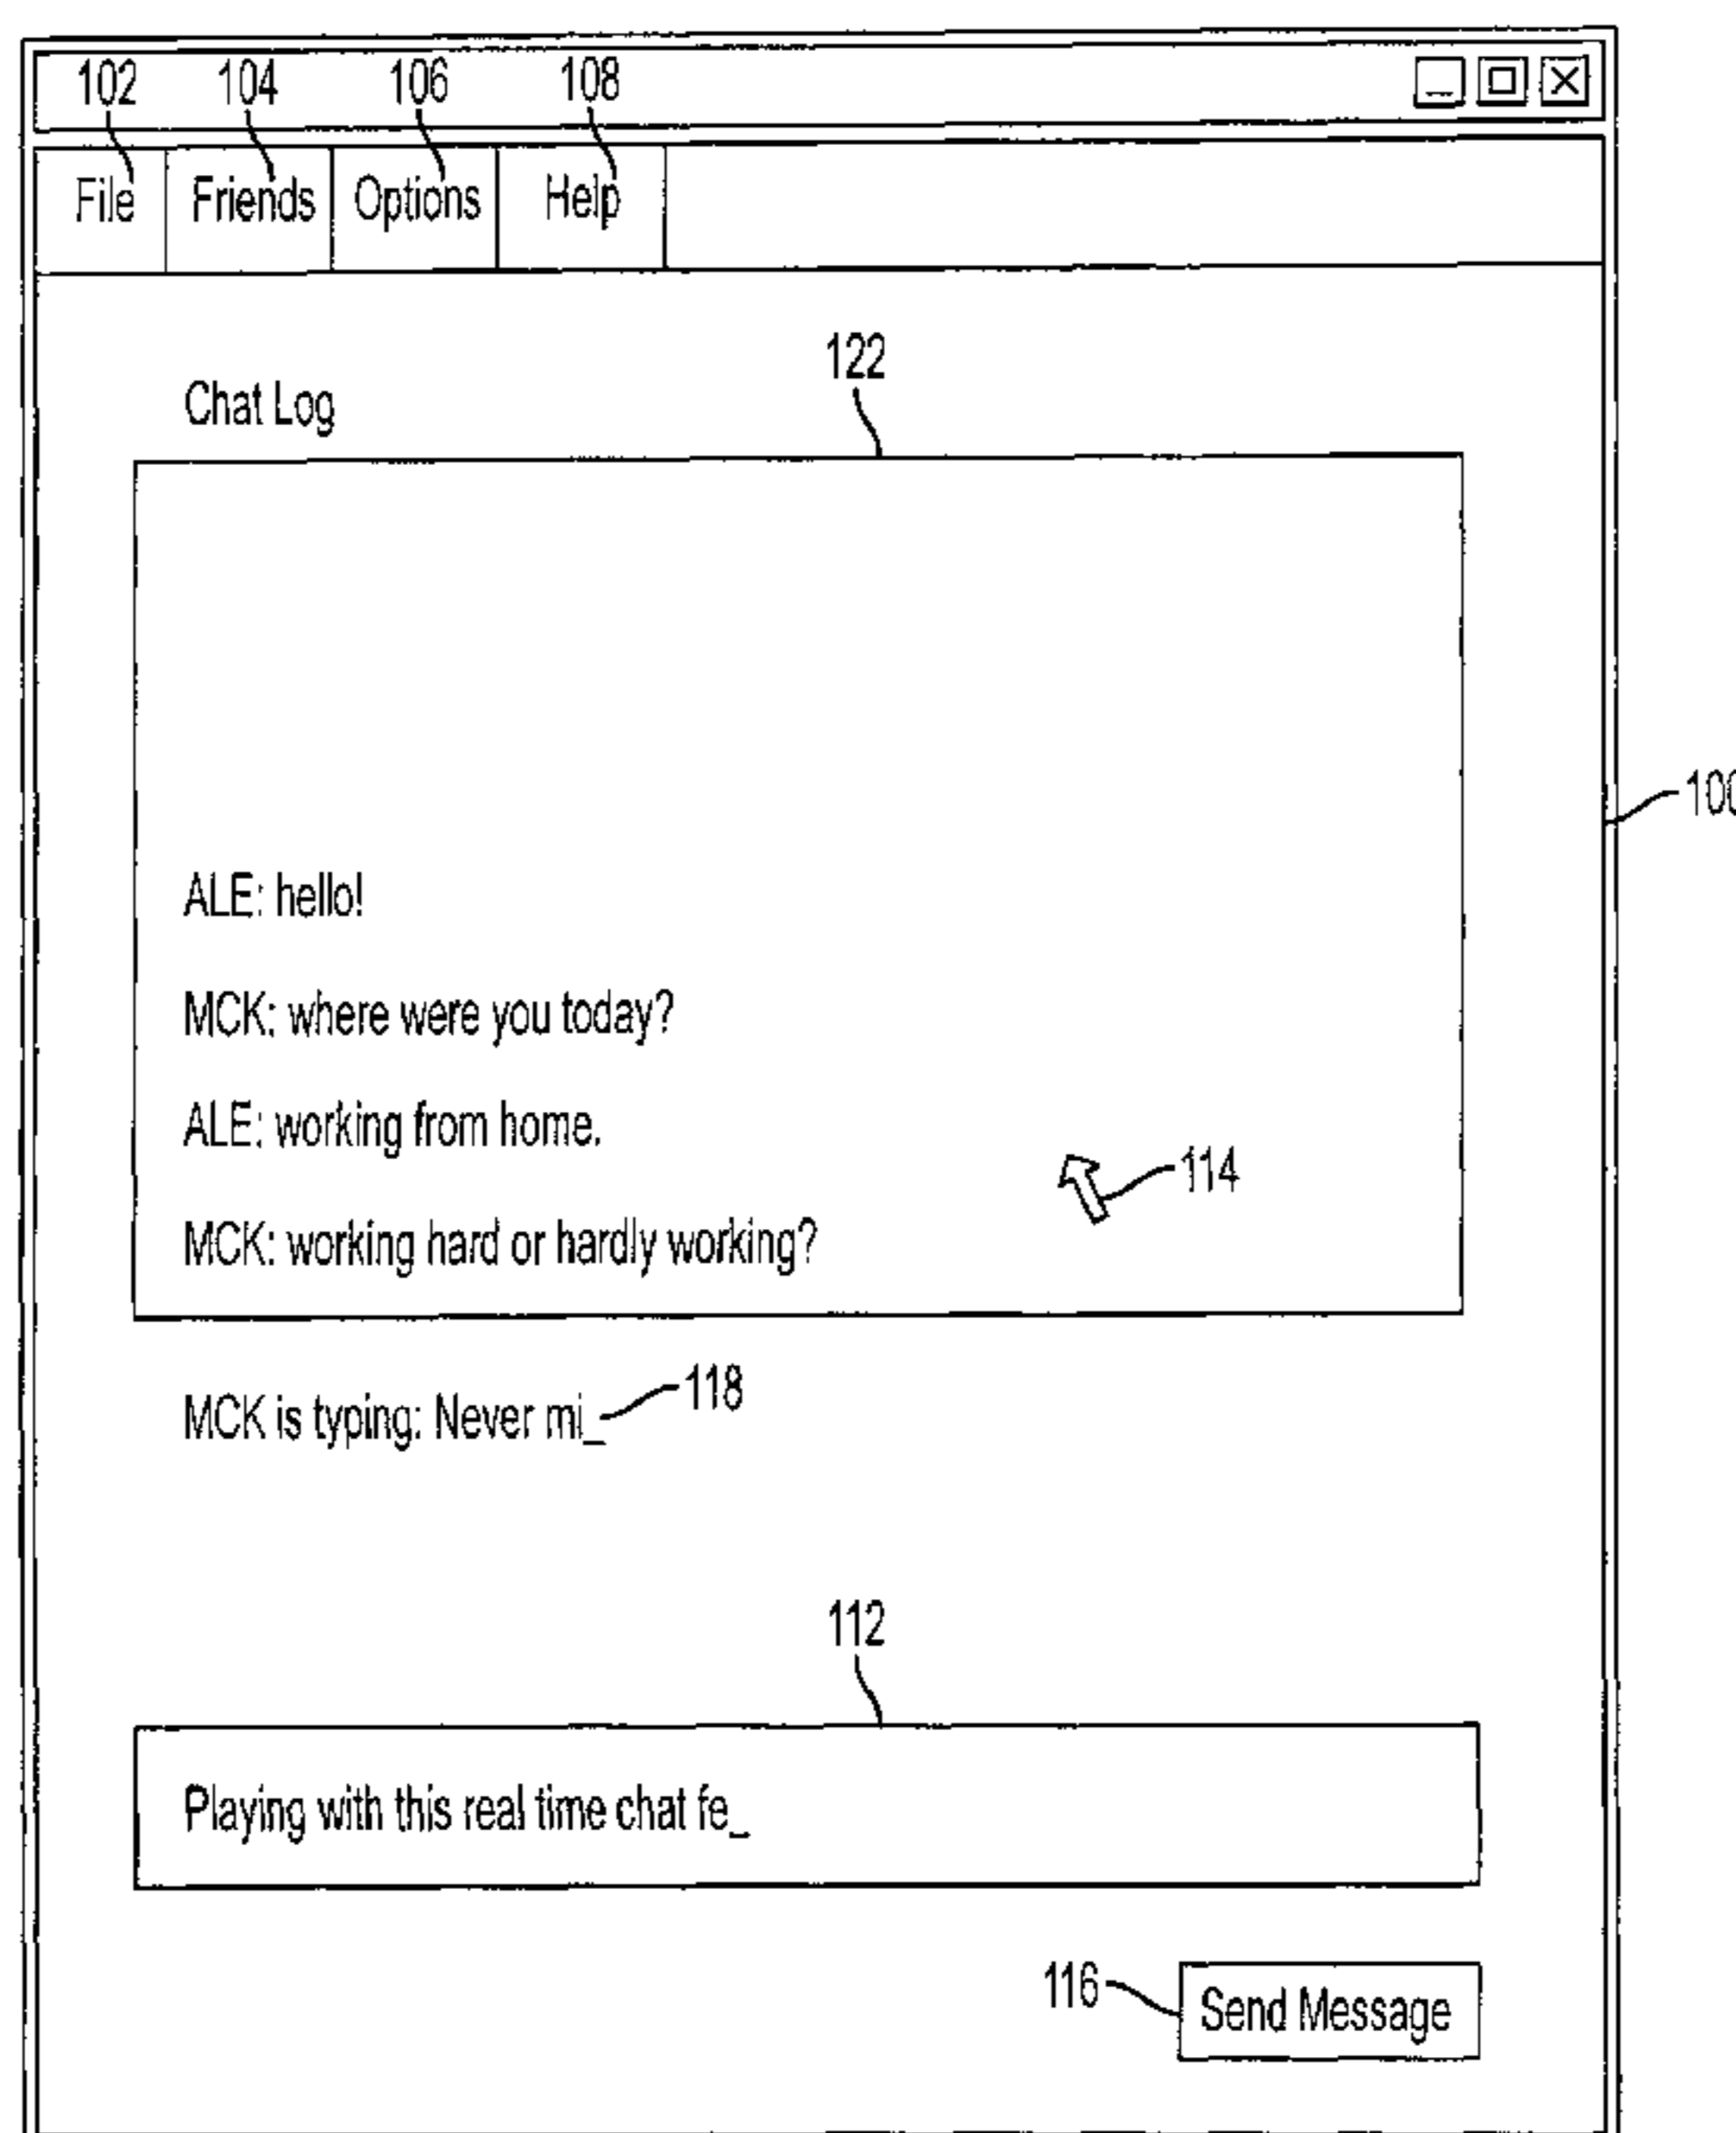 102 104 106 108
File Friends Options Help
122
Chat Log
100
ALE: hello!
MCK: where were you today?
ALE: working from home.
114
MCK: working hard or hardly working?
MCK is typing: Never mi_
118
112
Playing with this real time chat fe_
116
Send Message